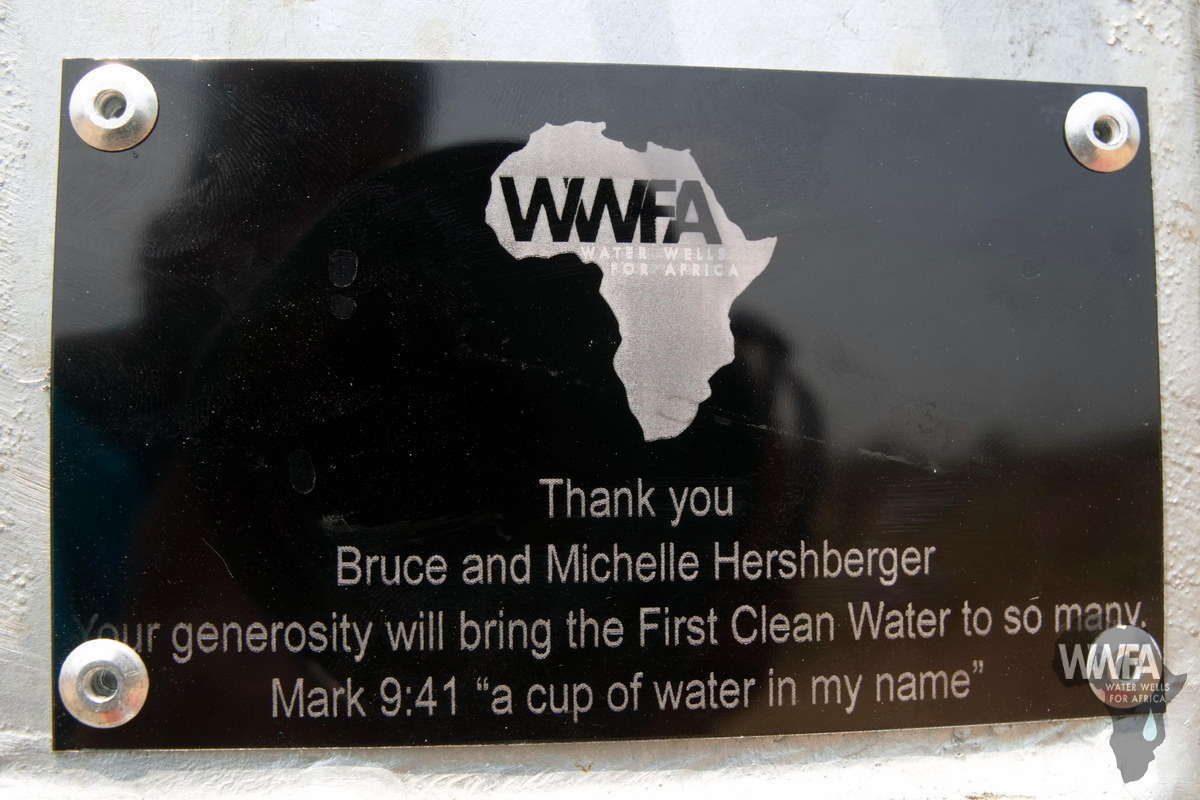 WWFA
WATER WELLS
FOR AFRICA
Thank you
Bruce and Michelle Hershberger
Your generosity will bring the First Clean Water to so many.
Mark 9:41 “a cup of water in my name”
WWFA
WATER WELLS
FOR AFRICA